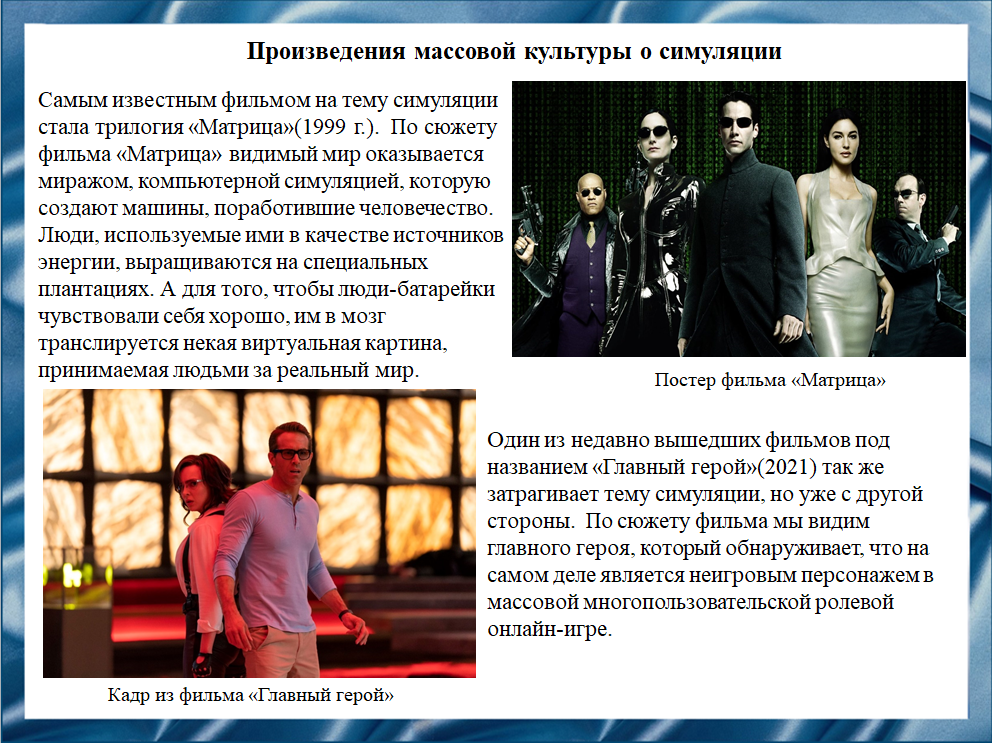 Произведения массовой культуры о симуляции
Самым известным фильмом на тему симуляции
стала трилогия «Матрица»(1999 г.). По сюжету
фильма «Матрица» видимый мир оказывается
миражом, компьютерной симуляцией, которую
создают машины, поработившие человечество.
Люди, используемые ими в качестве источников
энергии, выращиваются на специальных
плантациях. А для того, чтобы люди-батарейки
чувствовали себя хорошо, им в мозг
транслируется некая виртуальная картина,
принимаемая людьми за реальный мир.
Постер фильма «Матрица»
Один из недавно вышедших фильмов под
названием «Главный герой»(2021) так же
затрагивает тему симуляции, но уже с другой
стороны. По сюжету фильма мы видим
главного героя, который обнаруживает, что на
самом деле является неигровым персонажем в
массовой многопользовательской ролевой
онлайн-игре.
Кадр из фильма «Главный герой»